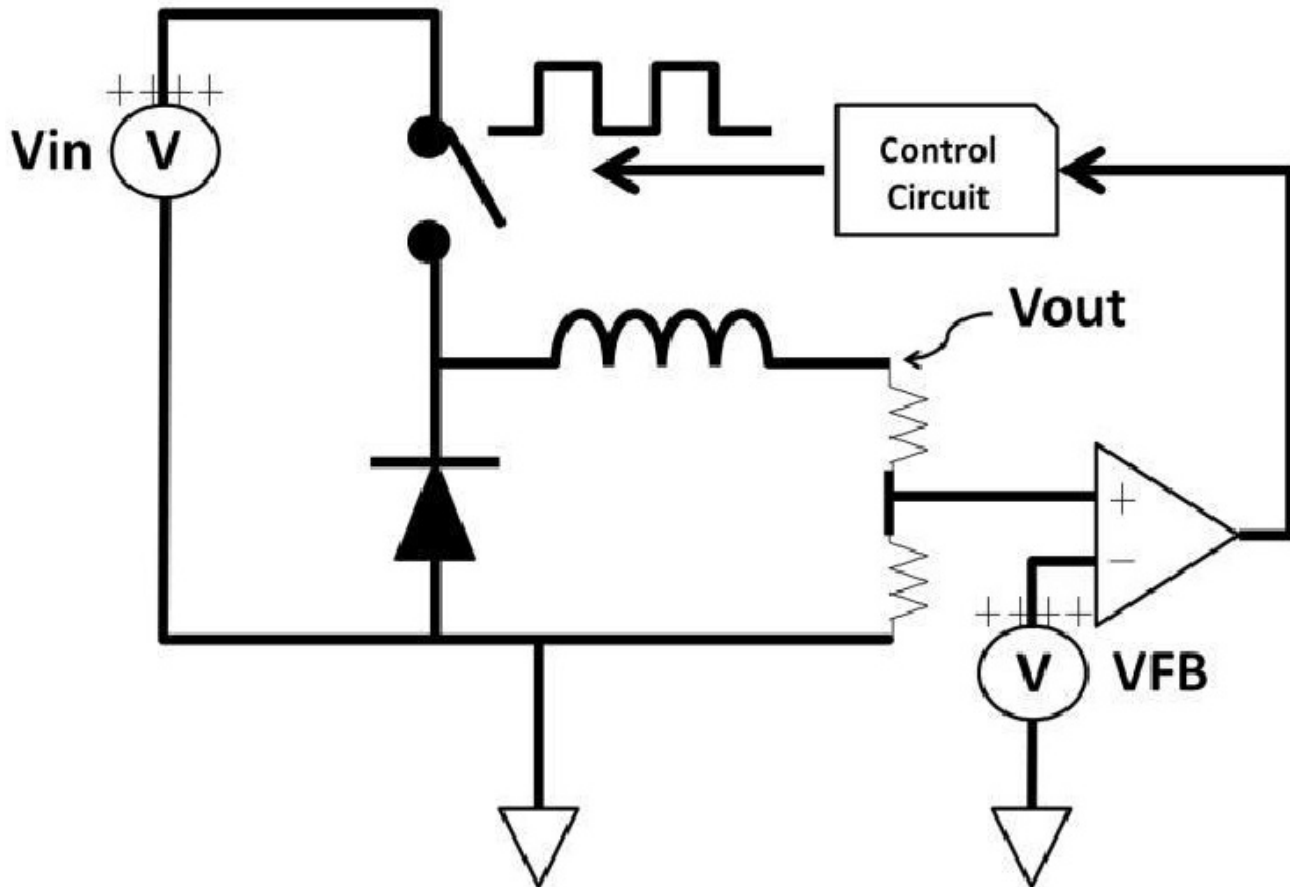 ++++
Vin
V
Control
Circuit
Vout
+
−
++++
V
VFB